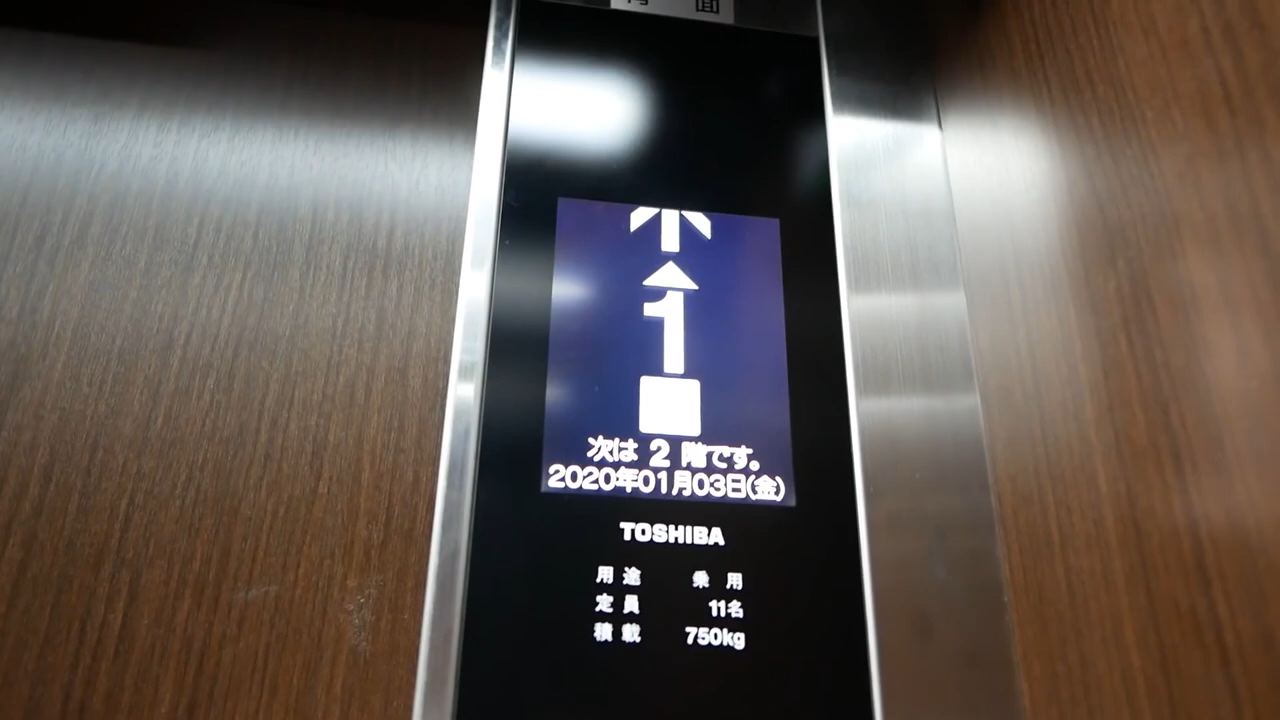 1
次は 2 階です。
2020年01月03日(金)
TOSHIBA
用途 乗用
定員 11名
積載 750kg